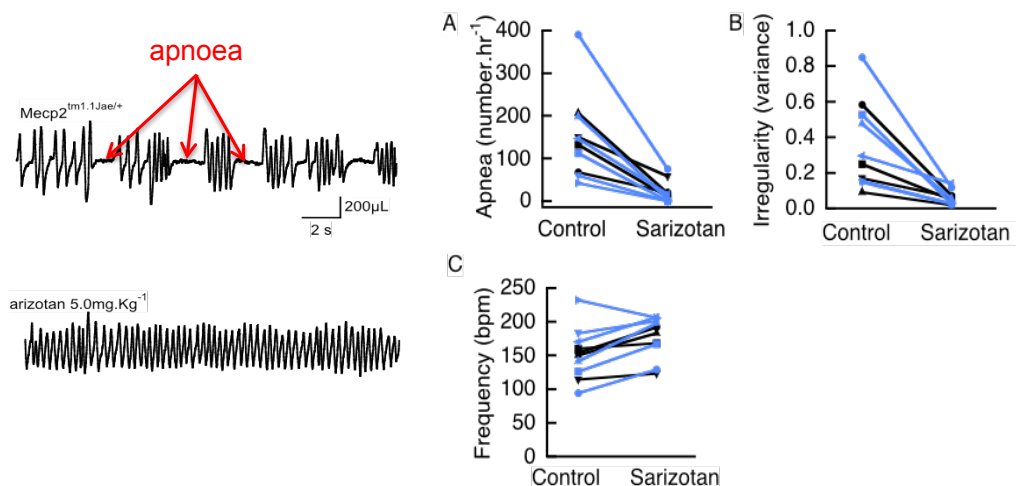 apnoea
Mecp2tm1.1Jae/+
200µL
2 s
arizotan 5.0mg.Kg-1
A
Apnea (number.hr-1)
400
300
200
100
0
Control Sarizotan
B
Irregularity (variance)
1.0
0.8
0.6
0.4
0.2
0.0
Control Sarizotan
C
Frequency (bpm)
250
200
150
100
50
0
Control Sarizotan